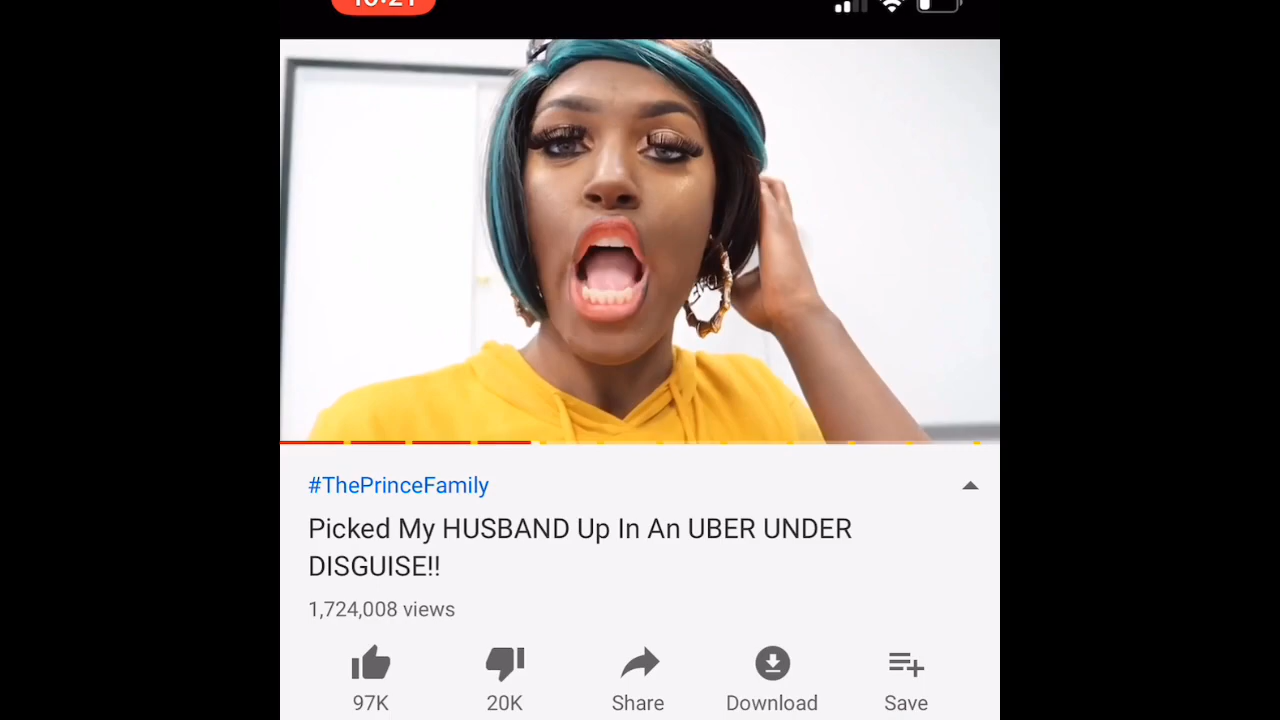 #ThePrinceFamily
Picked My HUSBAND Up In An UBER UNDER
DISGUISE!!
1,724,008 views
97K
20K
Share
Download
Save